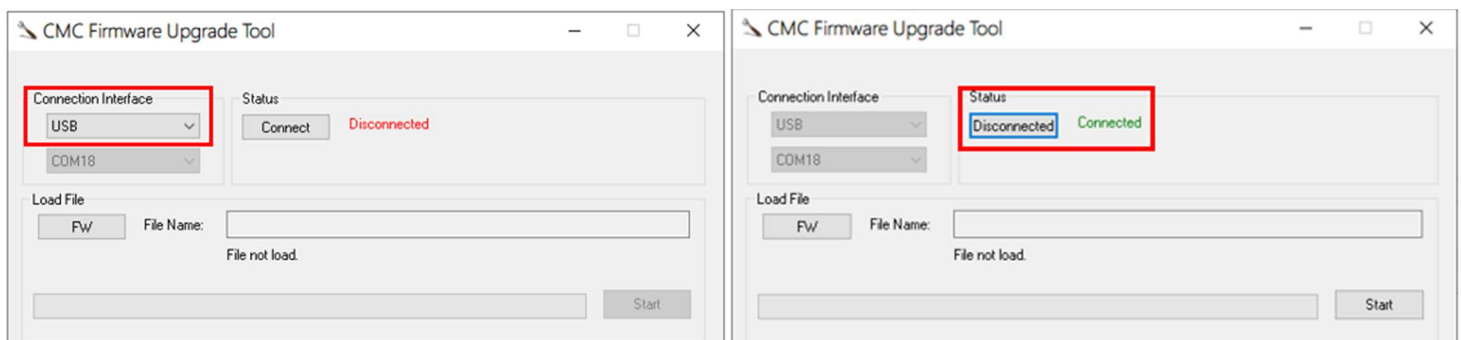 CMC Firmware Upgrade Tool
Connection Interface
Status
USB
Connect
Disconnected
COM18
Load File
FW
File Name:
File not load.
Start
CMC Firmware Upgrade Tool
Connection Interface
Status
USB
Disconnected
Connected
COM18
Load File
FW
File Name:
File not load.
Start